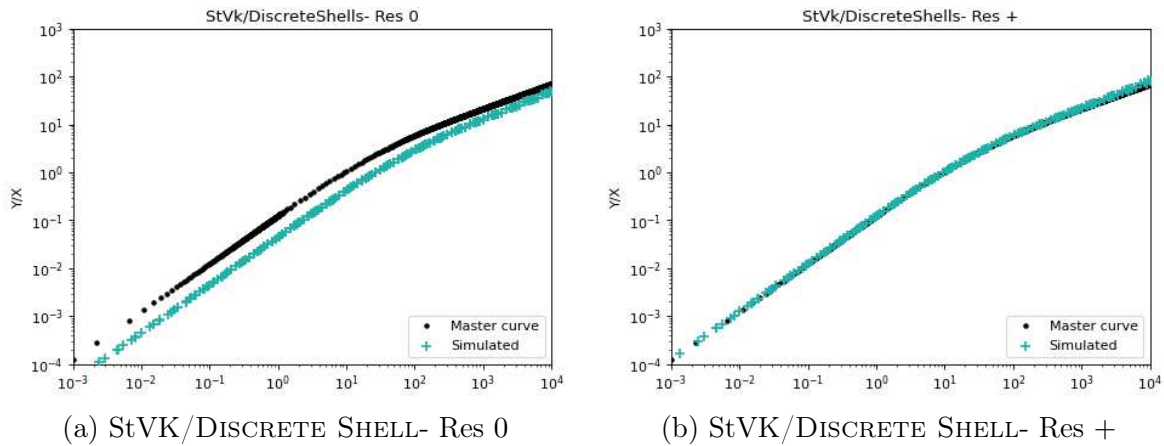 StVk/DiscreteShells- Res 0
10^3
10^2
10^1
10^0
10^-1
10^-2
10^-3
10^-4
Y/X
Master curve
Simulated
10^-3 10^-2 10^-1 10^0 10^1 10^2 10^3 10^4
(a) StVK/DISCRETE SHELL- Res 0
StVk/DiscreteShells- Res +
10^3
10^2
10^1
10^0
10^-1
10^-2
10^-3
10^-4
Y/X
Master curve
Simulated
10^-3 10^-2 10^-1 10^0 10^1 10^2 10^3 10^4
(b) StVK/DISCRETE SHELL- Res +